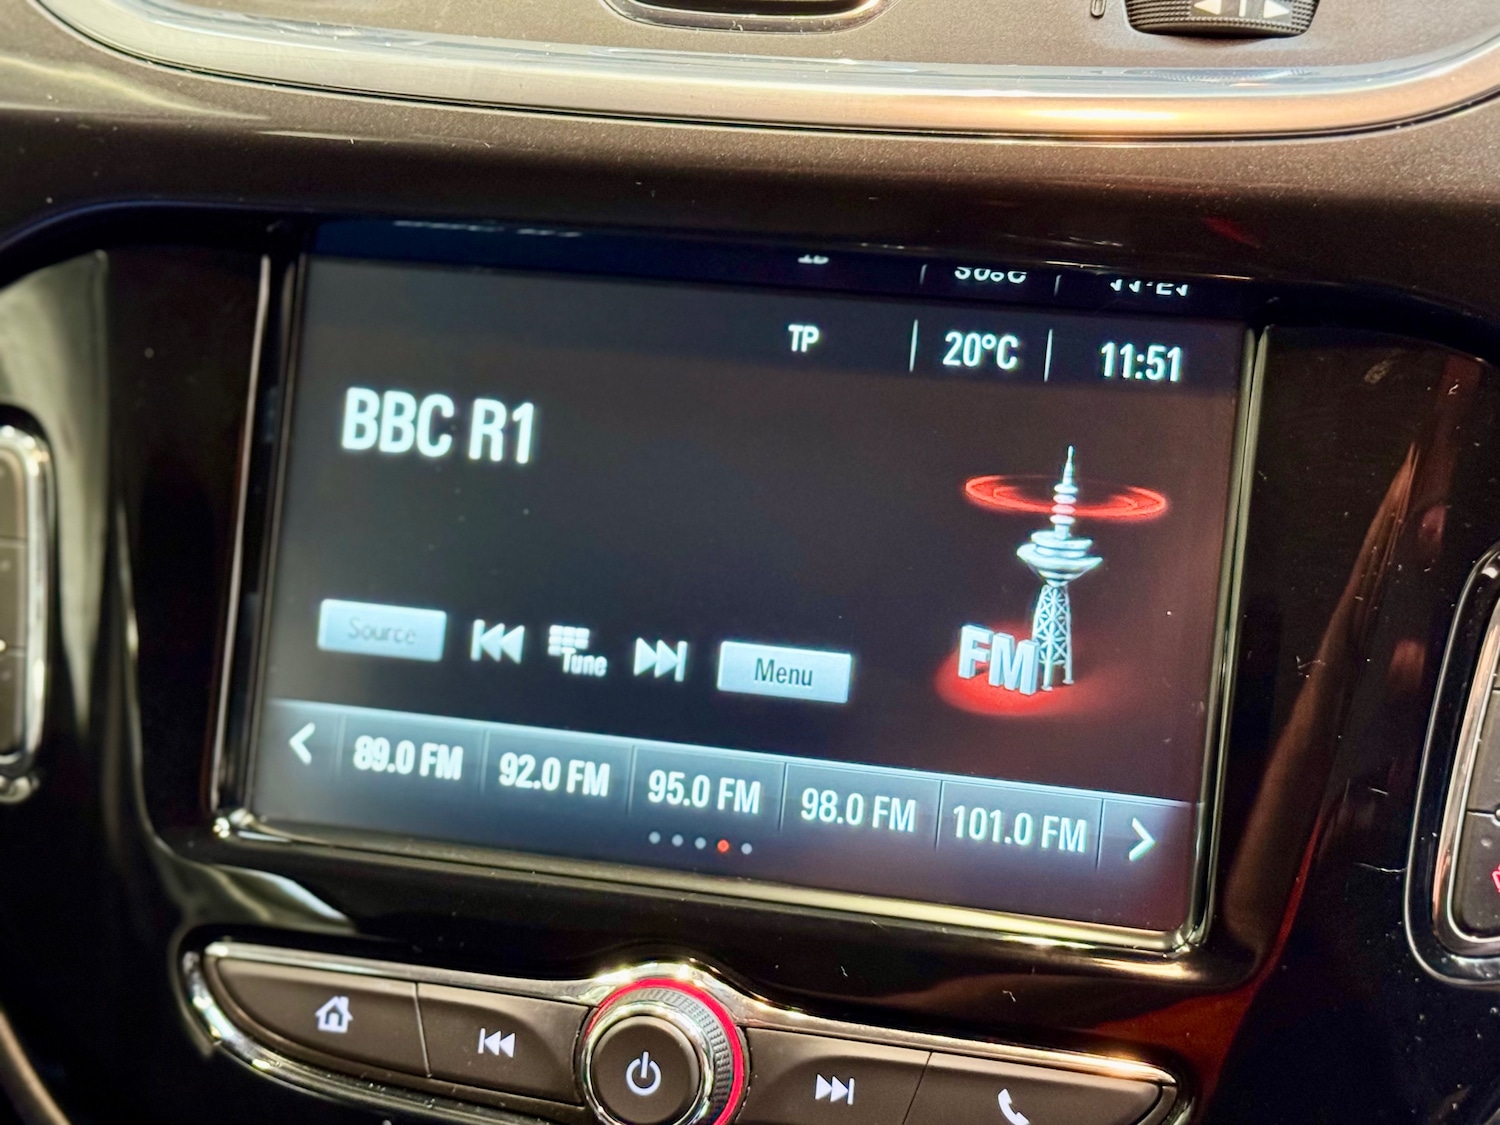 TP 20°C 11:51
BBC R1
FM
Source Tune Menu
89.0 FM 92.0 FM 95.0 FM 98.0 FM 101.0 FM